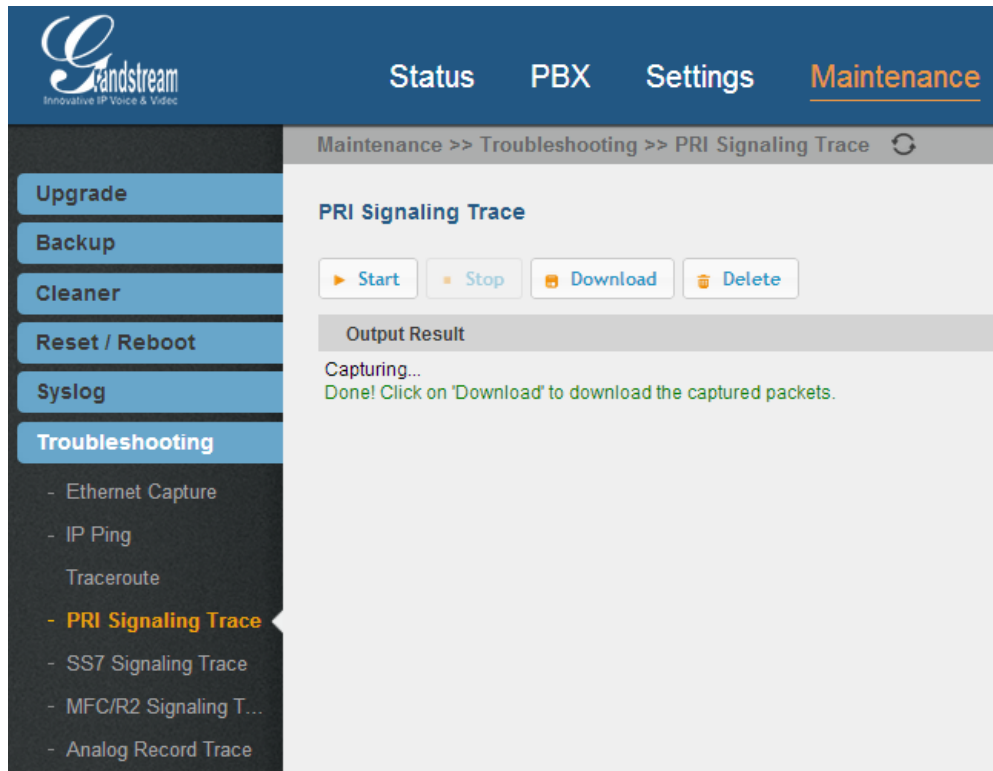 Grandstream
Innovative IP Voice & Video
Status PBX Settings Maintenance
Maintenance >> Troubleshooting >> PRI Signaling Trace
Upgrade
Backup
Cleaner
Reset / Reboot
Syslog
Troubleshooting
- Ethernet Capture
- IP Ping
Traceroute
- PRI Signaling Trace
- SS7 Signaling Trace
- MFC/R2 Signaling T...
- Analog Record Trace
PRI Signaling Trace
Start Stop Download Delete
Output Result
Capturing...
Done! Click on 'Download' to download the captured packets.